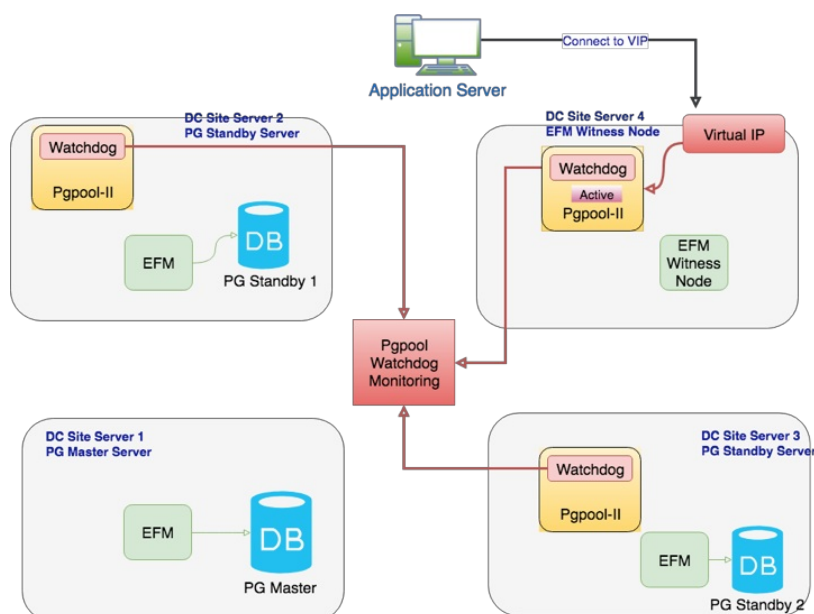 Connect to VIP
Application Server
DC Site Server 2
PG Standby Server
Watchdog
Pgpool-II
EFM
DB
PG Standby 1
DC Site Server 4
EFM Witness Node
Virtual IP
Watchdog
Active
Pgpool-II
EFM
Witness
Node
Pgpool
Watchdog
Monitoring
DC Site Server 1
PG Master Server
EFM
DB
PG Master
DC Site Server 3
PG Standby Server
Watchdog
Pgpool-II
EFM
DB
PG Standby 2